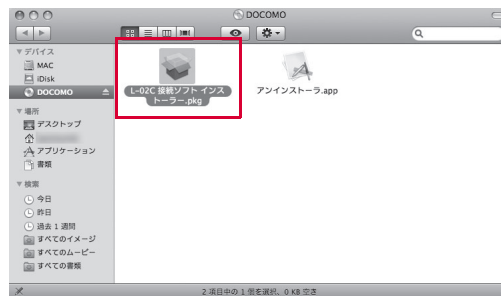 DOCOMO
デバイス
MAC
iDisk
DOCOMO
場所
デスクトップ
アプリケーション
書類
検索
今日
昨日
過去 1 週間
すべてのイメージ
すべてのムービー
すべての書類
L-02C 接続ソフト インス
トーラー.pkg
アンインストーラ.app
2 項目中の 1 個を選択、0 KB 空き